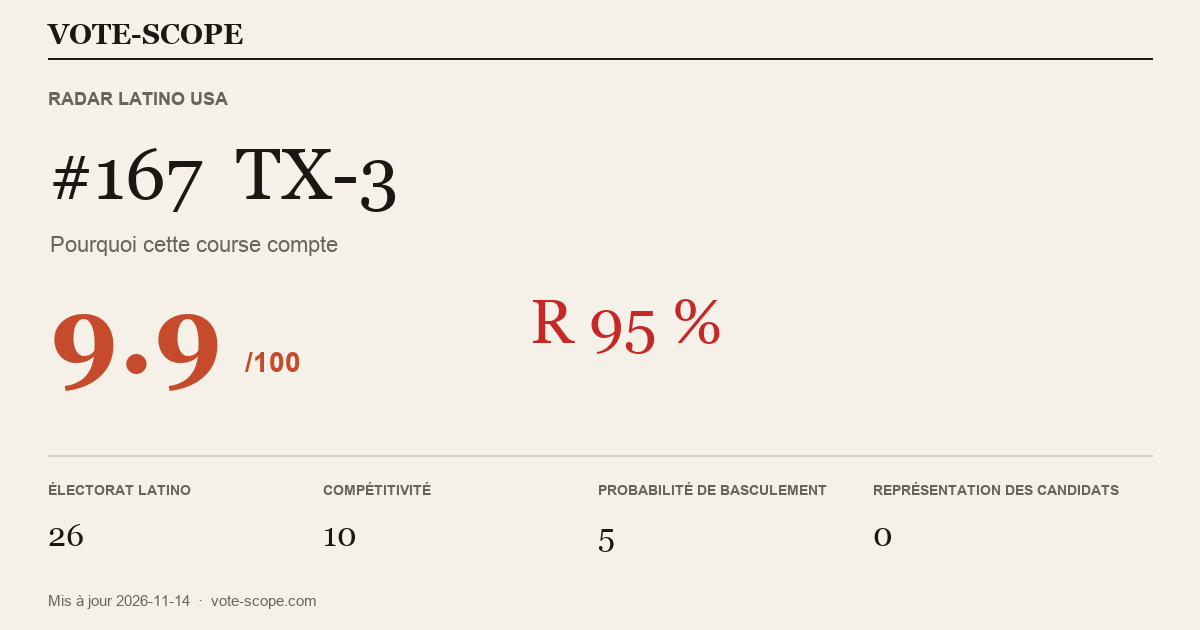 VOTE-SCOPE
RADAR LATINO USA
#167 TX-3
Pourquoi cette course compte
9.9 /100
R 95 %
ÉLECTORAT LATINO
26
COMPÉTITIVITÉ
10
PROBABILITÉ DE BASCULEMENT
5
REPRÉSENTATION DES CANDIDATS
0
Mis à jour 2026-11-14 · vote-scope.com